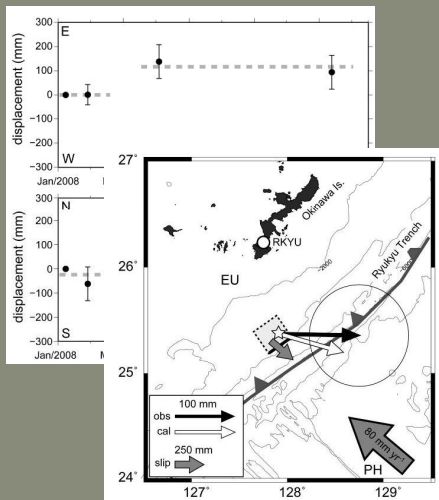 300
E
200
100
0
−100
−200
W
−300
displacement (mm)
Jan/2008
300
N
200
100
0
−100
−200
S
−300
displacement (mm)
Jan/2008
27˚
26˚
25˚
24˚
127˚
128˚
129˚
Okinawa Is.
RKYU
EU
2000
Ryukyu Trench
6000
80 mm yr⁻¹
PH
100 mm
obs
cal
250 mm
slip